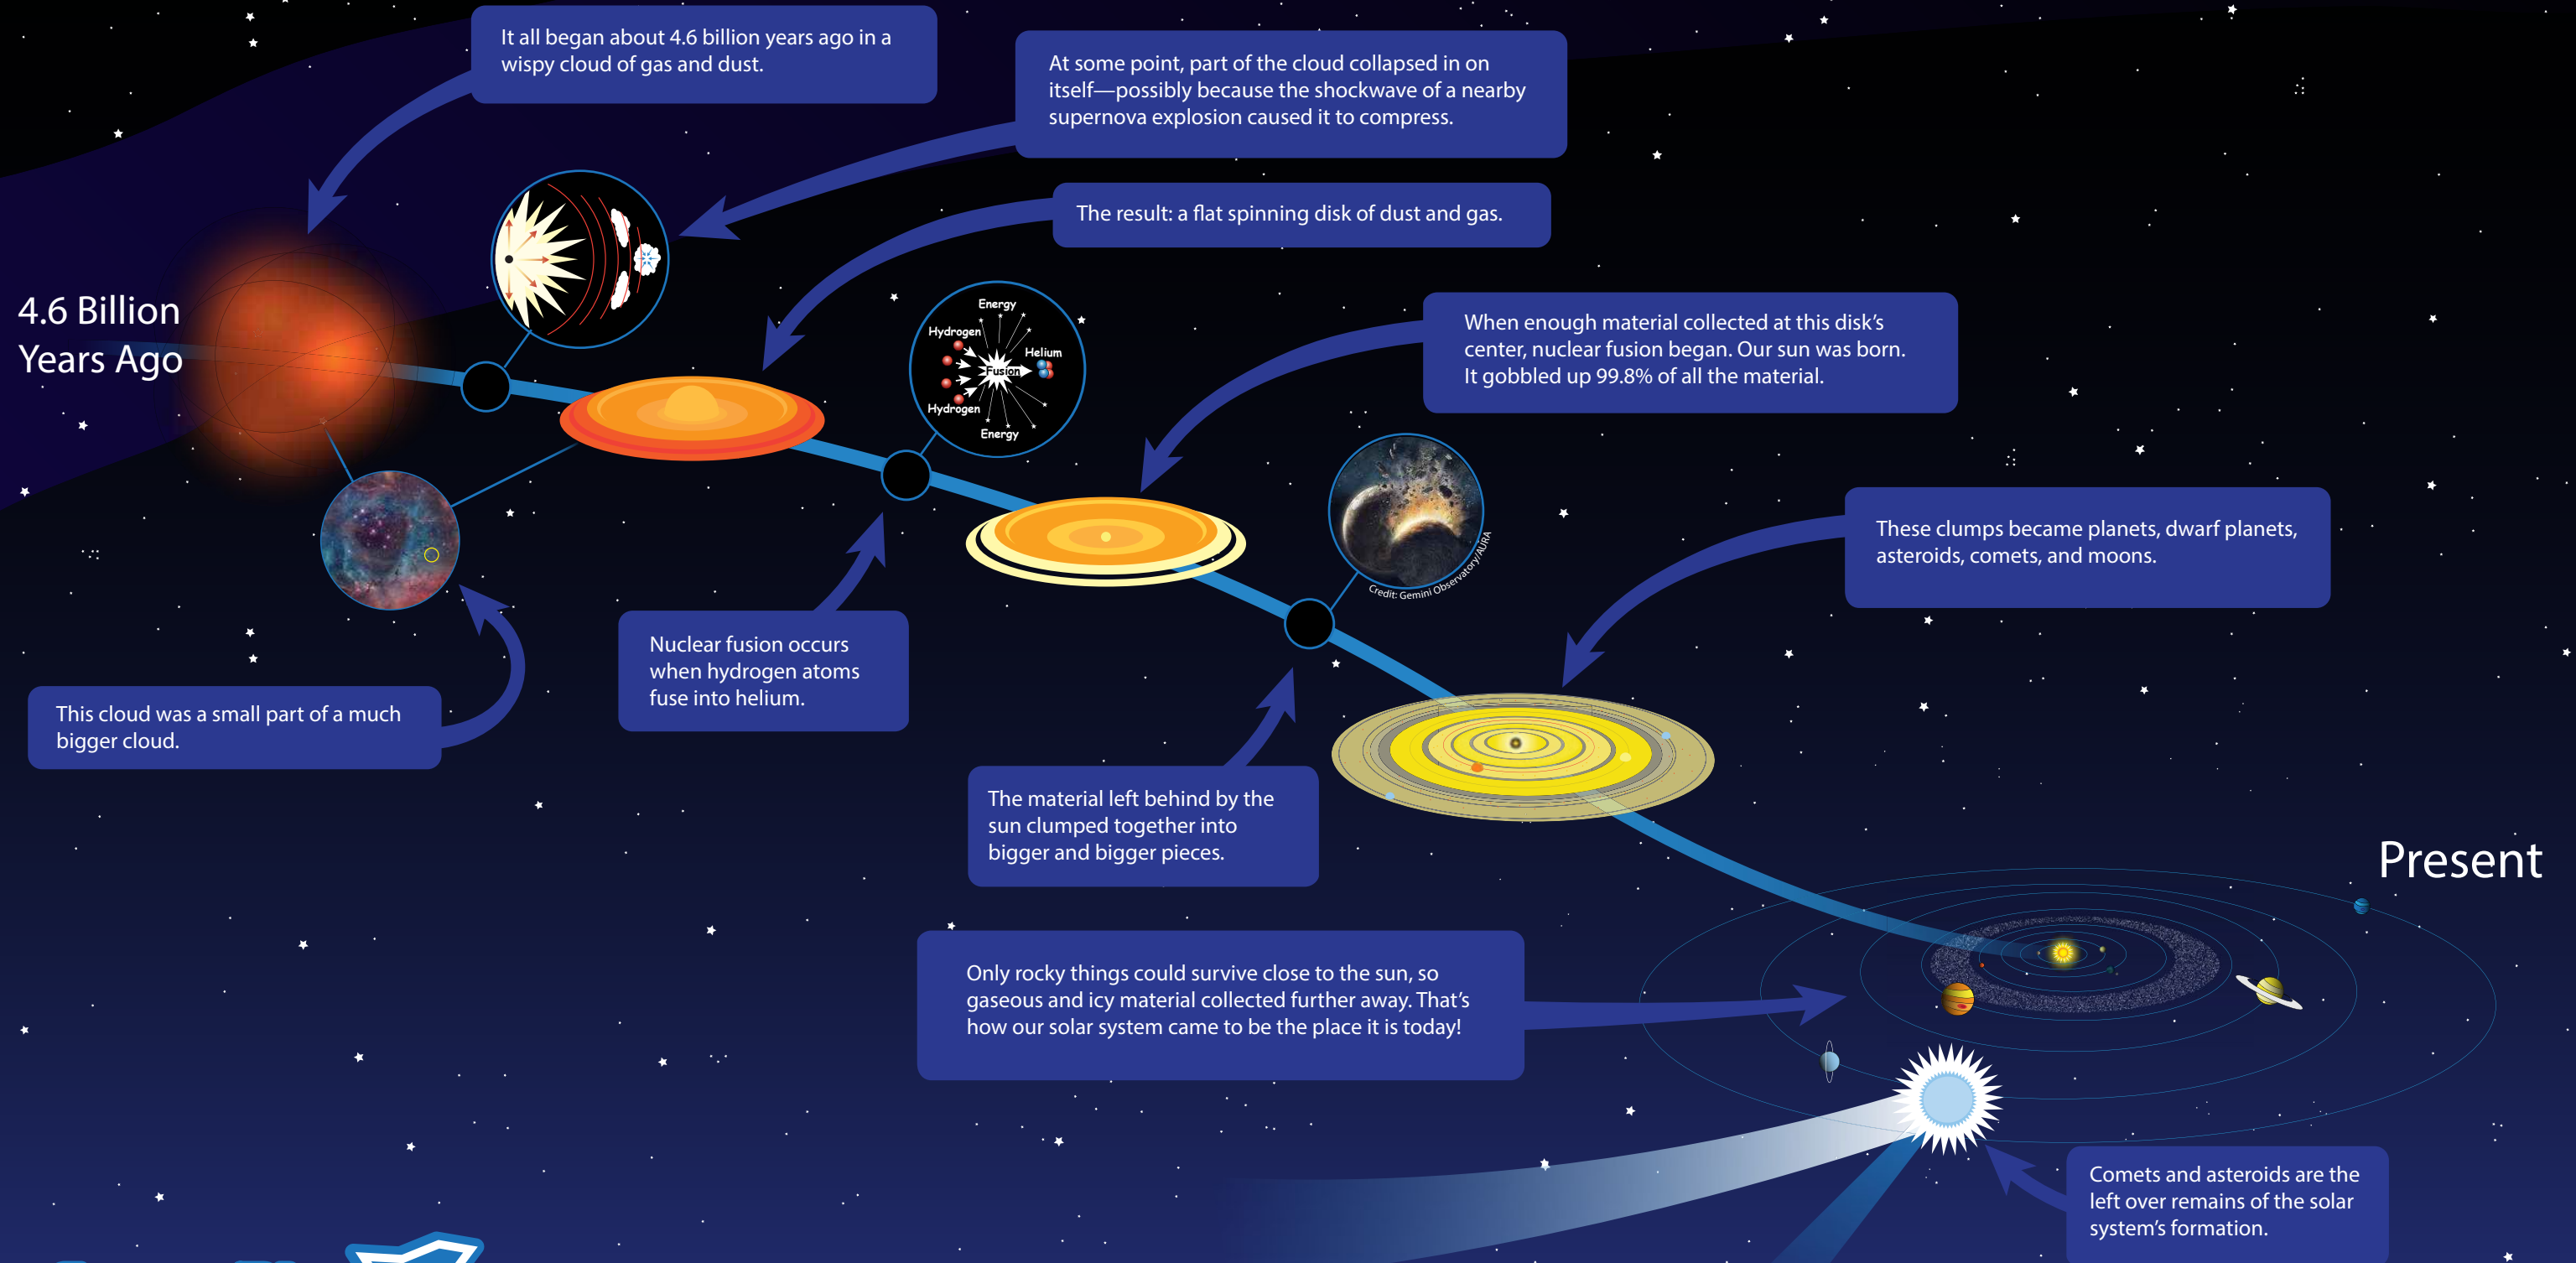 It all began about 4.6 billion years ago in a
wispy cloud of gas and dust.
At some point, part of the cloud collapsed in on
itself—possibly because the shockwave of a nearby
supernova explosion caused it to compress.
The result: a flat spinning disk of dust and gas.
4.6 Billion
Years Ago
Energy
Hydrogen
Helium
Fusion
Hydrogen
Energy
When enough material collected at this disk's
center, nuclear fusion began. Our sun was born.
It gobbled up 99.8% of all the material.
Credit: Gemini Observatory/AURA
These clumps became planets, dwarf planets,
asteroids, comets, and moons.
This cloud was a small part of a much
bigger cloud.
Nuclear fusion occurs
when hydrogen atoms
fuse into helium.
The material left behind by the
sun clumped together into
bigger and bigger pieces.
Present
Only rocky things could survive close to the sun, so
gaseous and icy material collected further away. That's
how our solar system came to be the place it is today!
Comets and asteroids are the
left over remains of the solar
system's formation.